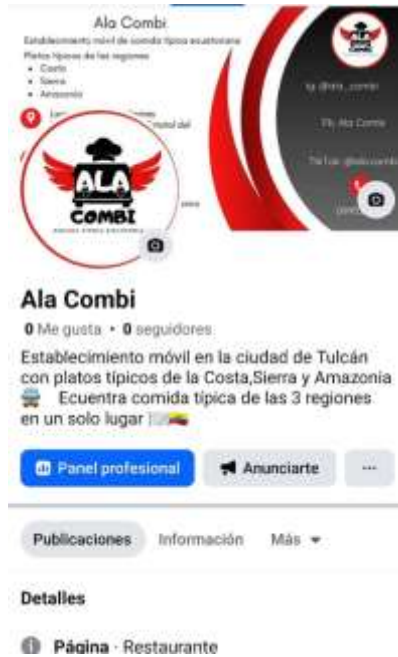 Ala Combi
Establecimiento móvil de comida típica ecuatoriana
Platos típicos de las regiones
Costa
Sierra
Amazonía
ALA
COMBI
Ala Combi
0 Me gusta • 0 seguidores
Establecimiento móvil en la ciudad de Tulcán
con platos típicos de la Costa,Sierra y Amazonia
Ecuentra comida típica de las 3 regiones
en un solo lugar
Panel profesional
Anunciarte
Publicaciones
Información
Más
Detalles
Página · Restaurante